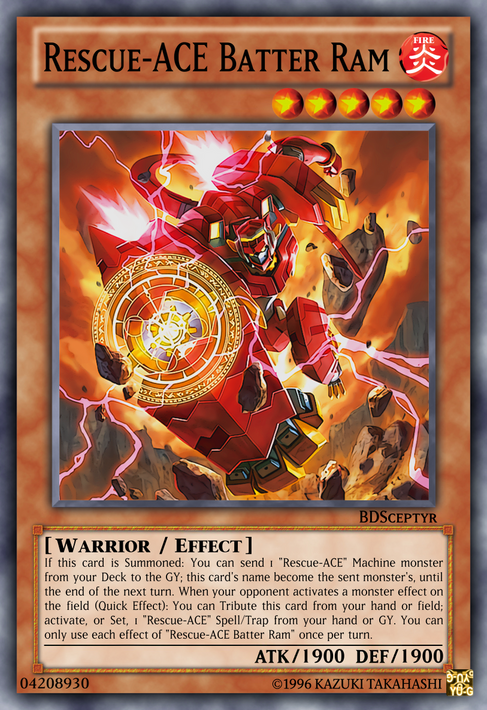 Rescue-ACE Batter Ram
FIRE
炎
BDSceptyr
[ Warrior / Effect ]
If this card is Summoned: You can send 1 "Rescue-ACE" Machine monster
from your Deck to the GY; this card's name become the sent monster's, until
the end of the next turn. When your opponent activates a monster effect on
the field (Quick Effect): You can Tribute this card from your hand or field;
activate, or Set, 1 "Rescue-ACE" Spell/Trap from your hand or GY. You can
only use each effect of "Rescue-ACE Batter Ram" once per turn.
ATK/1900 DEF/1900
04208930
©1996 KAZUKI TAKAHASHI